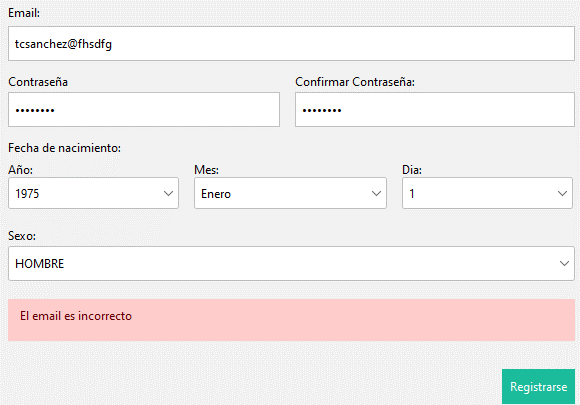 Email:
tcsanchez@fhsdfg
Contraseña Confirmar Contraseña:
•••••••• ••••••••
Fecha de nacimiento:
Año: Mes: Dia:
1975 Enero 1
Sexo:
HOMBRE
El email es incorrecto
Registrarse